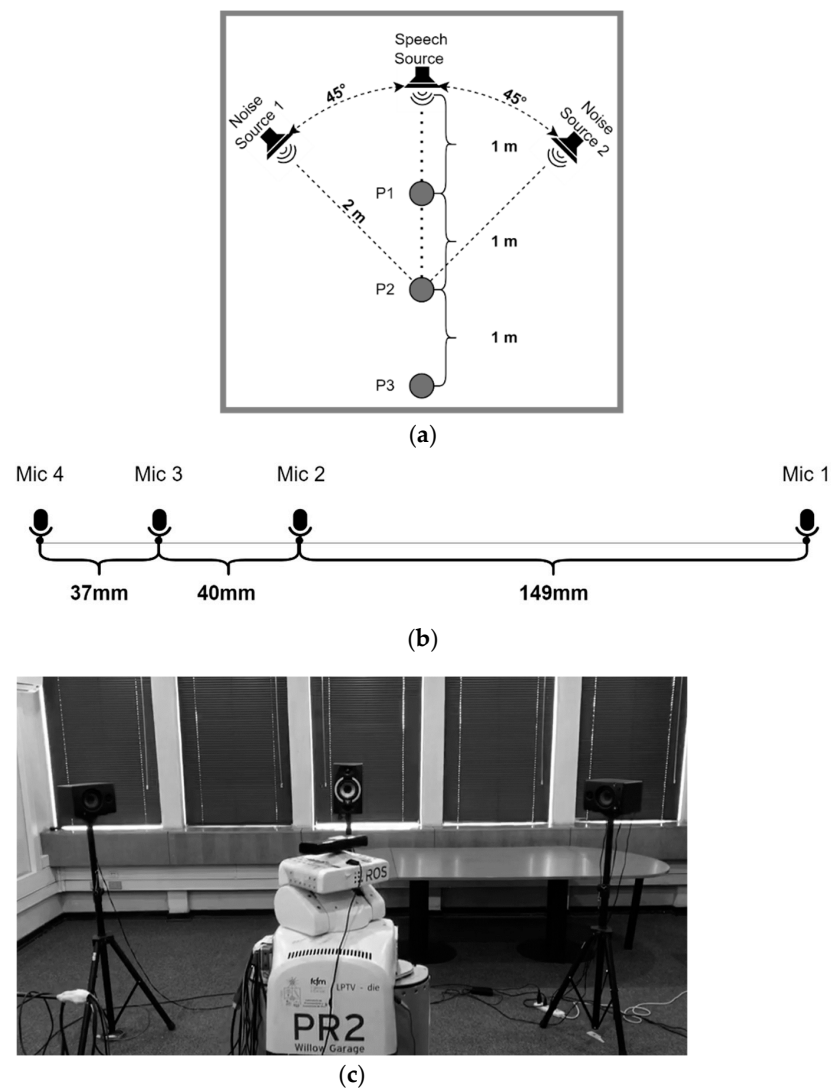 Speech
Source
45°
45°
Noise
Source 1
Noise
Source 2
1 m
P1
2 m
1 m
P2
1 m
P3
(a)
Mic 4
Mic 3
Mic 2
Mic 1
37mm
40mm
149mm
(b)
ROS
fdm
LPTV - die
PR2
Willow Garage
(c)